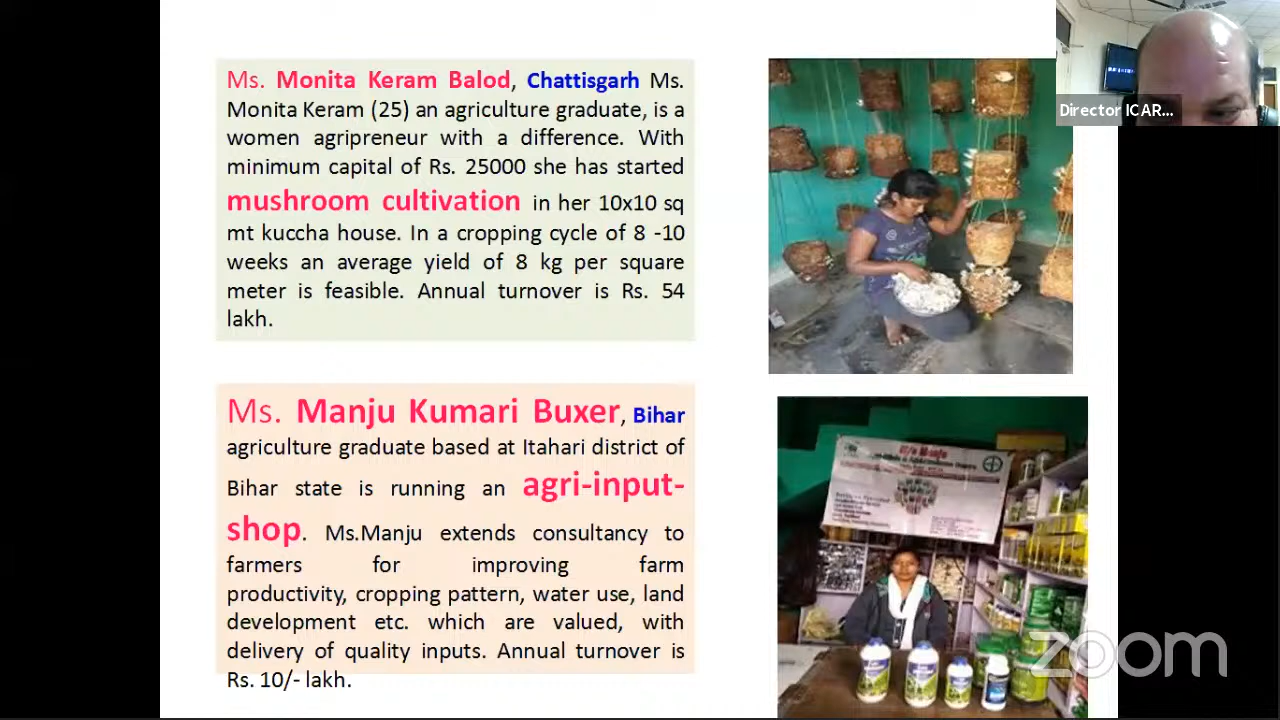 Ms. Monita Keram Balod, Chattisgarh Ms.
Monita Keram (25) an agriculture graduate, is a
women agripreneur with a difference. With
minimum capital of Rs. 25000 she has started
mushroom cultivation in her 10x10 sq
mt kuccha house. In a cropping cycle of 8 -10
weeks an average yield of 8 kg per square
meter is feasible. Annual turnover is Rs. 54
lakh.
Director ICAR...
Ms. Manju Kumari Buxer, Bihar
agriculture graduate based at Itahari district of
Bihar state is running an agri-input-
shop. Ms.Manju extends consultancy to
farmers for improving farm
productivity, cropping pattern, water use, land
development etc. which are valued, with
delivery of quality inputs. Annual turnover is
Rs. 10/- lakh.
zoom